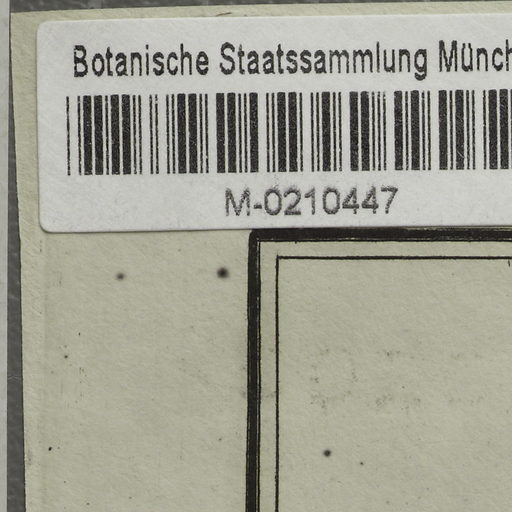 Botanische Staatssammlung Münch
M-0210447